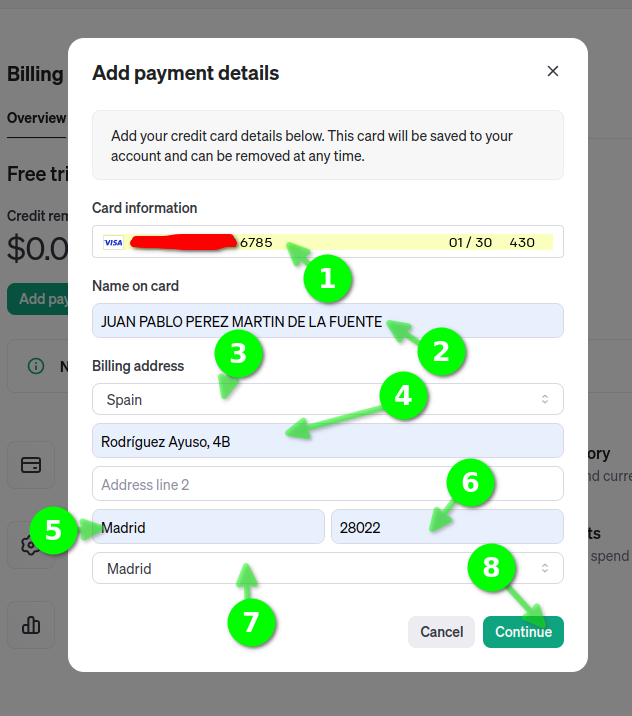 Billing
Add payment details
Overview
Add your credit card details below. This card will be saved to your
account and can be removed at any time.
Free tri
Card information
Credit rem
VISA 6785 01 / 30 430
$0.0
1
Name on card
Add pay
JUAN PABLO PEREZ MARTIN DE LA FUENTE
2
3
Billing address
N
Spain
4
Rodríguez Ayuso, 4B
ory
nd curre
Address line 2
6
5
Madrid 28022
ts
spend
Madrid
8
7
Cancel Continue